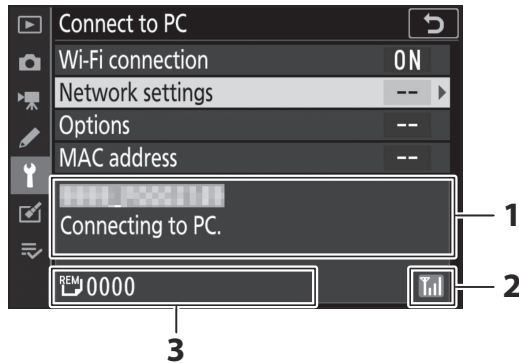 Connect to PC
Wi-Fi connection ON
Network settings --
Options --
MAC address --
Connecting to PC.
REM 0000
1
2
3